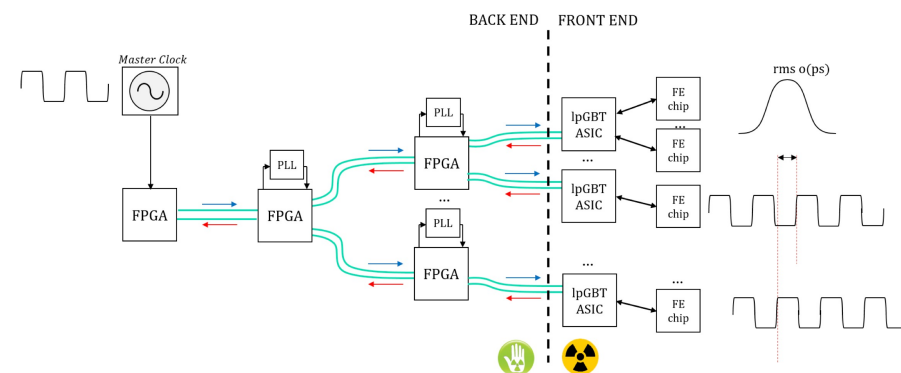 BACK END
FRONT END
Master Clock
rms o(ps)
FE
chip
...
FE
chip
lpGBT
ASIC
...
PLL
FPGA
PLL
FPGA
FPGA
lpGBT
ASIC
FE
chip
...
PLL
FPGA
...
lpGBT
ASIC
...
FE
chip